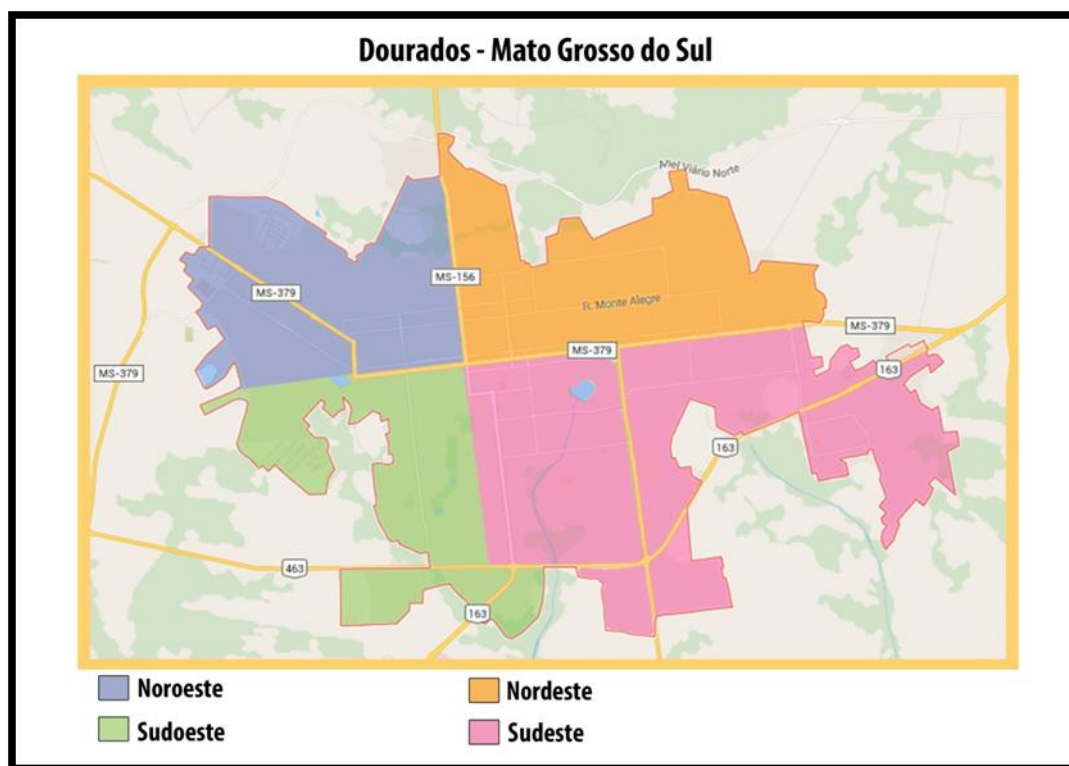 Dourados - Mato Grosso do Sul
Anel Viário Norte
MS-156
MS-379
R. Monte Alegre
MS-379
MS-379
MS-379
163
163
463
163
Noroeste
Nordeste
Sudoeste
Sudeste